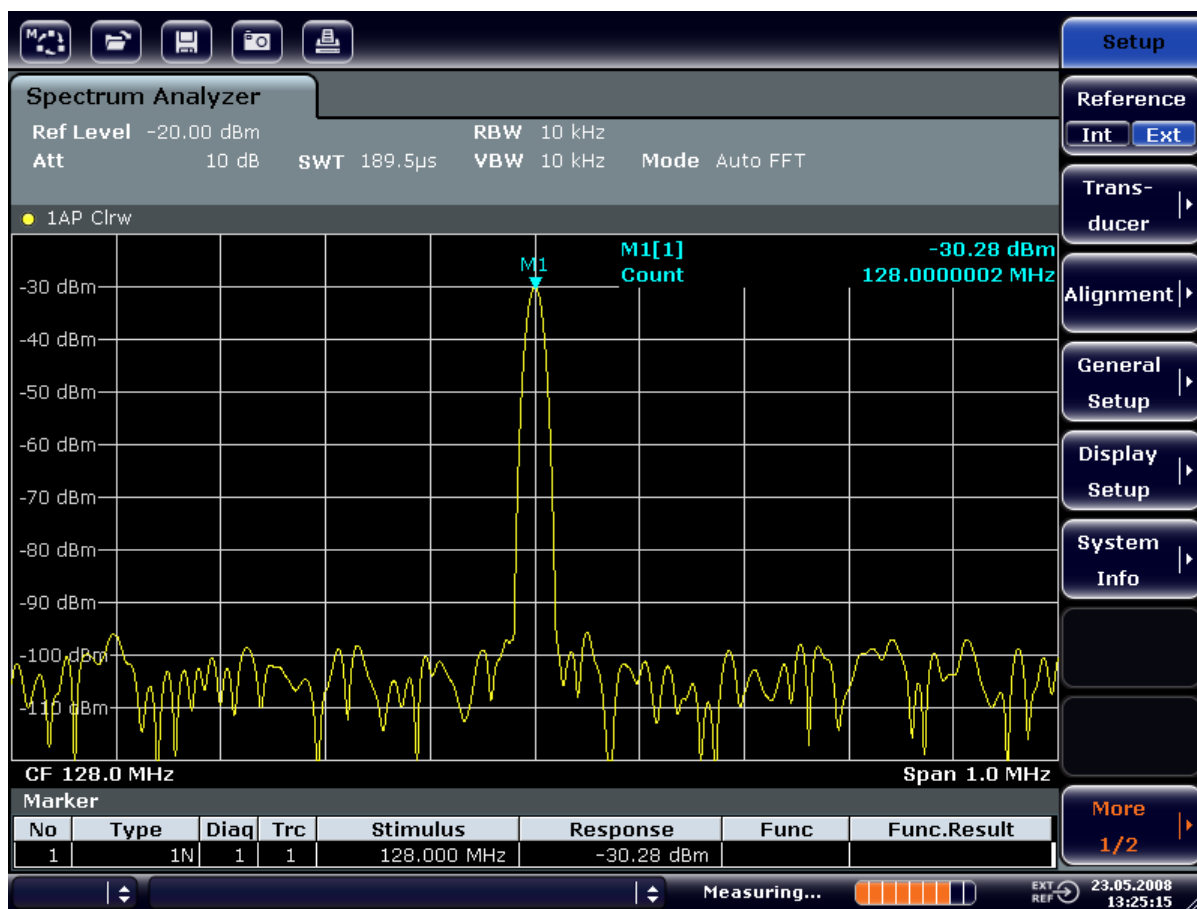 M
Setup
Spectrum Analyzer
Ref Level -20.00 dBm RBW 10 kHz
Att 10 dB SWT 189.5µs VBW 10 kHz Mode Auto FFT
1AP Clrw
M1[1] -30.28 dBm
Count 128.0000002 MHz
M1
-30 dBm
-40 dBm
-50 dBm
-60 dBm
-70 dBm
-80 dBm
-90 dBm
-100 dBm
-110 dBm
CF 128.0 MHz Span 1.0 MHz
Marker
No Type Diag Trc Stimulus Response Func Func.Result
1 1N 1 1 128.000 MHz -30.28 dBm
Measuring... EXT REF 23.05.2008
13:25:15
Reference
Int Ext
Trans-
ducer
Alignment
General
Setup
Display
Setup
System
Info
More
1/2